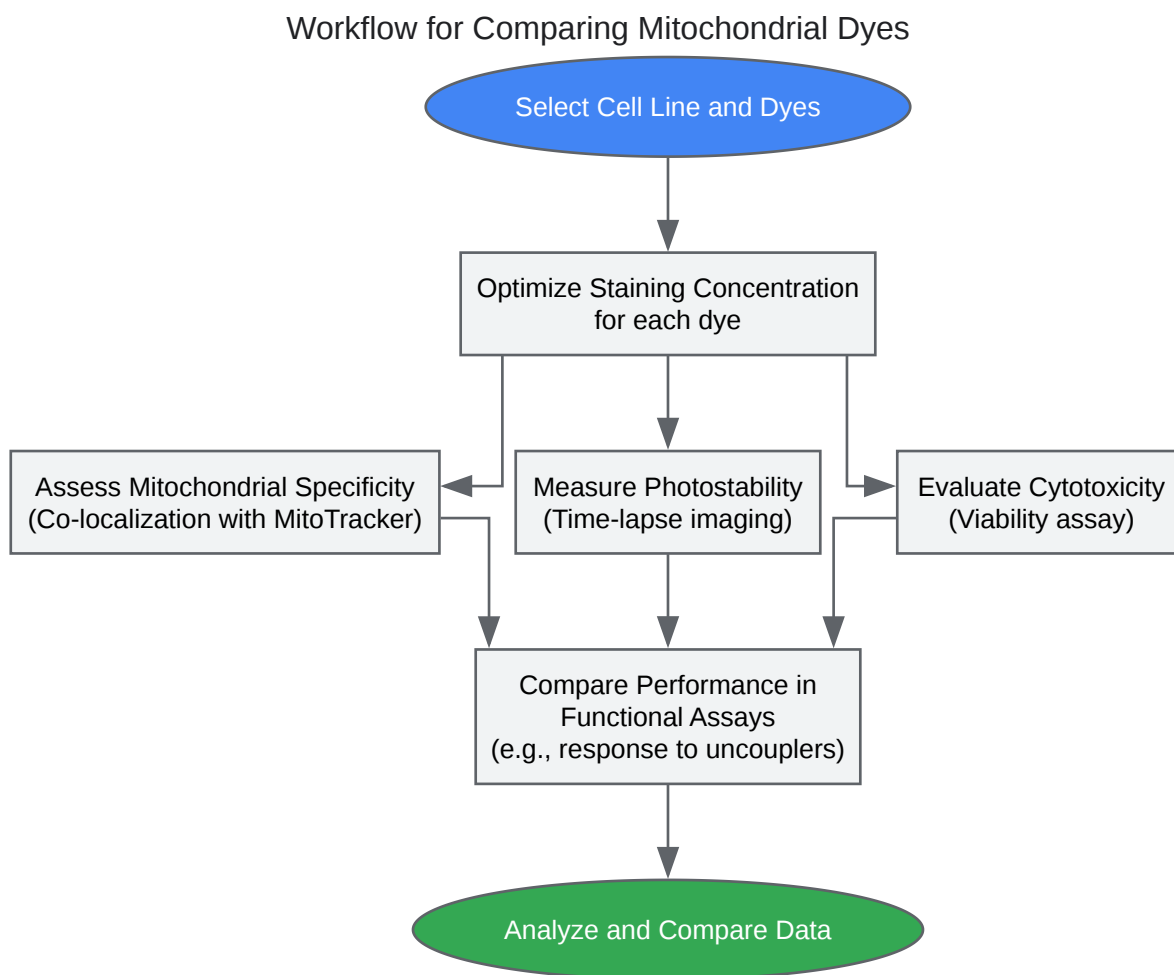 Workflow for Comparing Mitochondrial Dyes
Select Cell Line and Dyes
Optimize Staining Concentration
for each dye
Assess Mitochondrial Specificity
(Co-localization with MitoTracker)
Measure Photostability
(Time-lapse imaging)
Evaluate Cytotoxicity
(Viability assay)
Compare Performance in
Functional Assays
(e.g., response to uncouplers)
Analyze and Compare Data